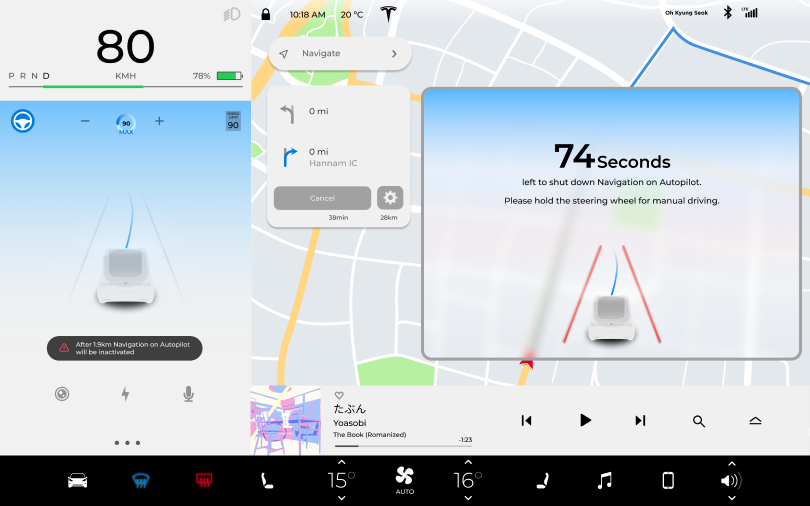 80
P R N D
KMH
78%
90
MAX
90
After 1.9km Navigation on Autopilot
will be inactivated
10:18 AM
20 °C
Oh Kyung Seok
LTE
Navigate
0 mi
0 mi
Hannam IC
Cancel
38min
28km
74 Seconds
left to shut down Navigation on Autopilot.
Please hold the steering wheel for manual driving.
たぶん
Yoasobi
The Book (Romanized)
-1:23
15°
AUTO
16°